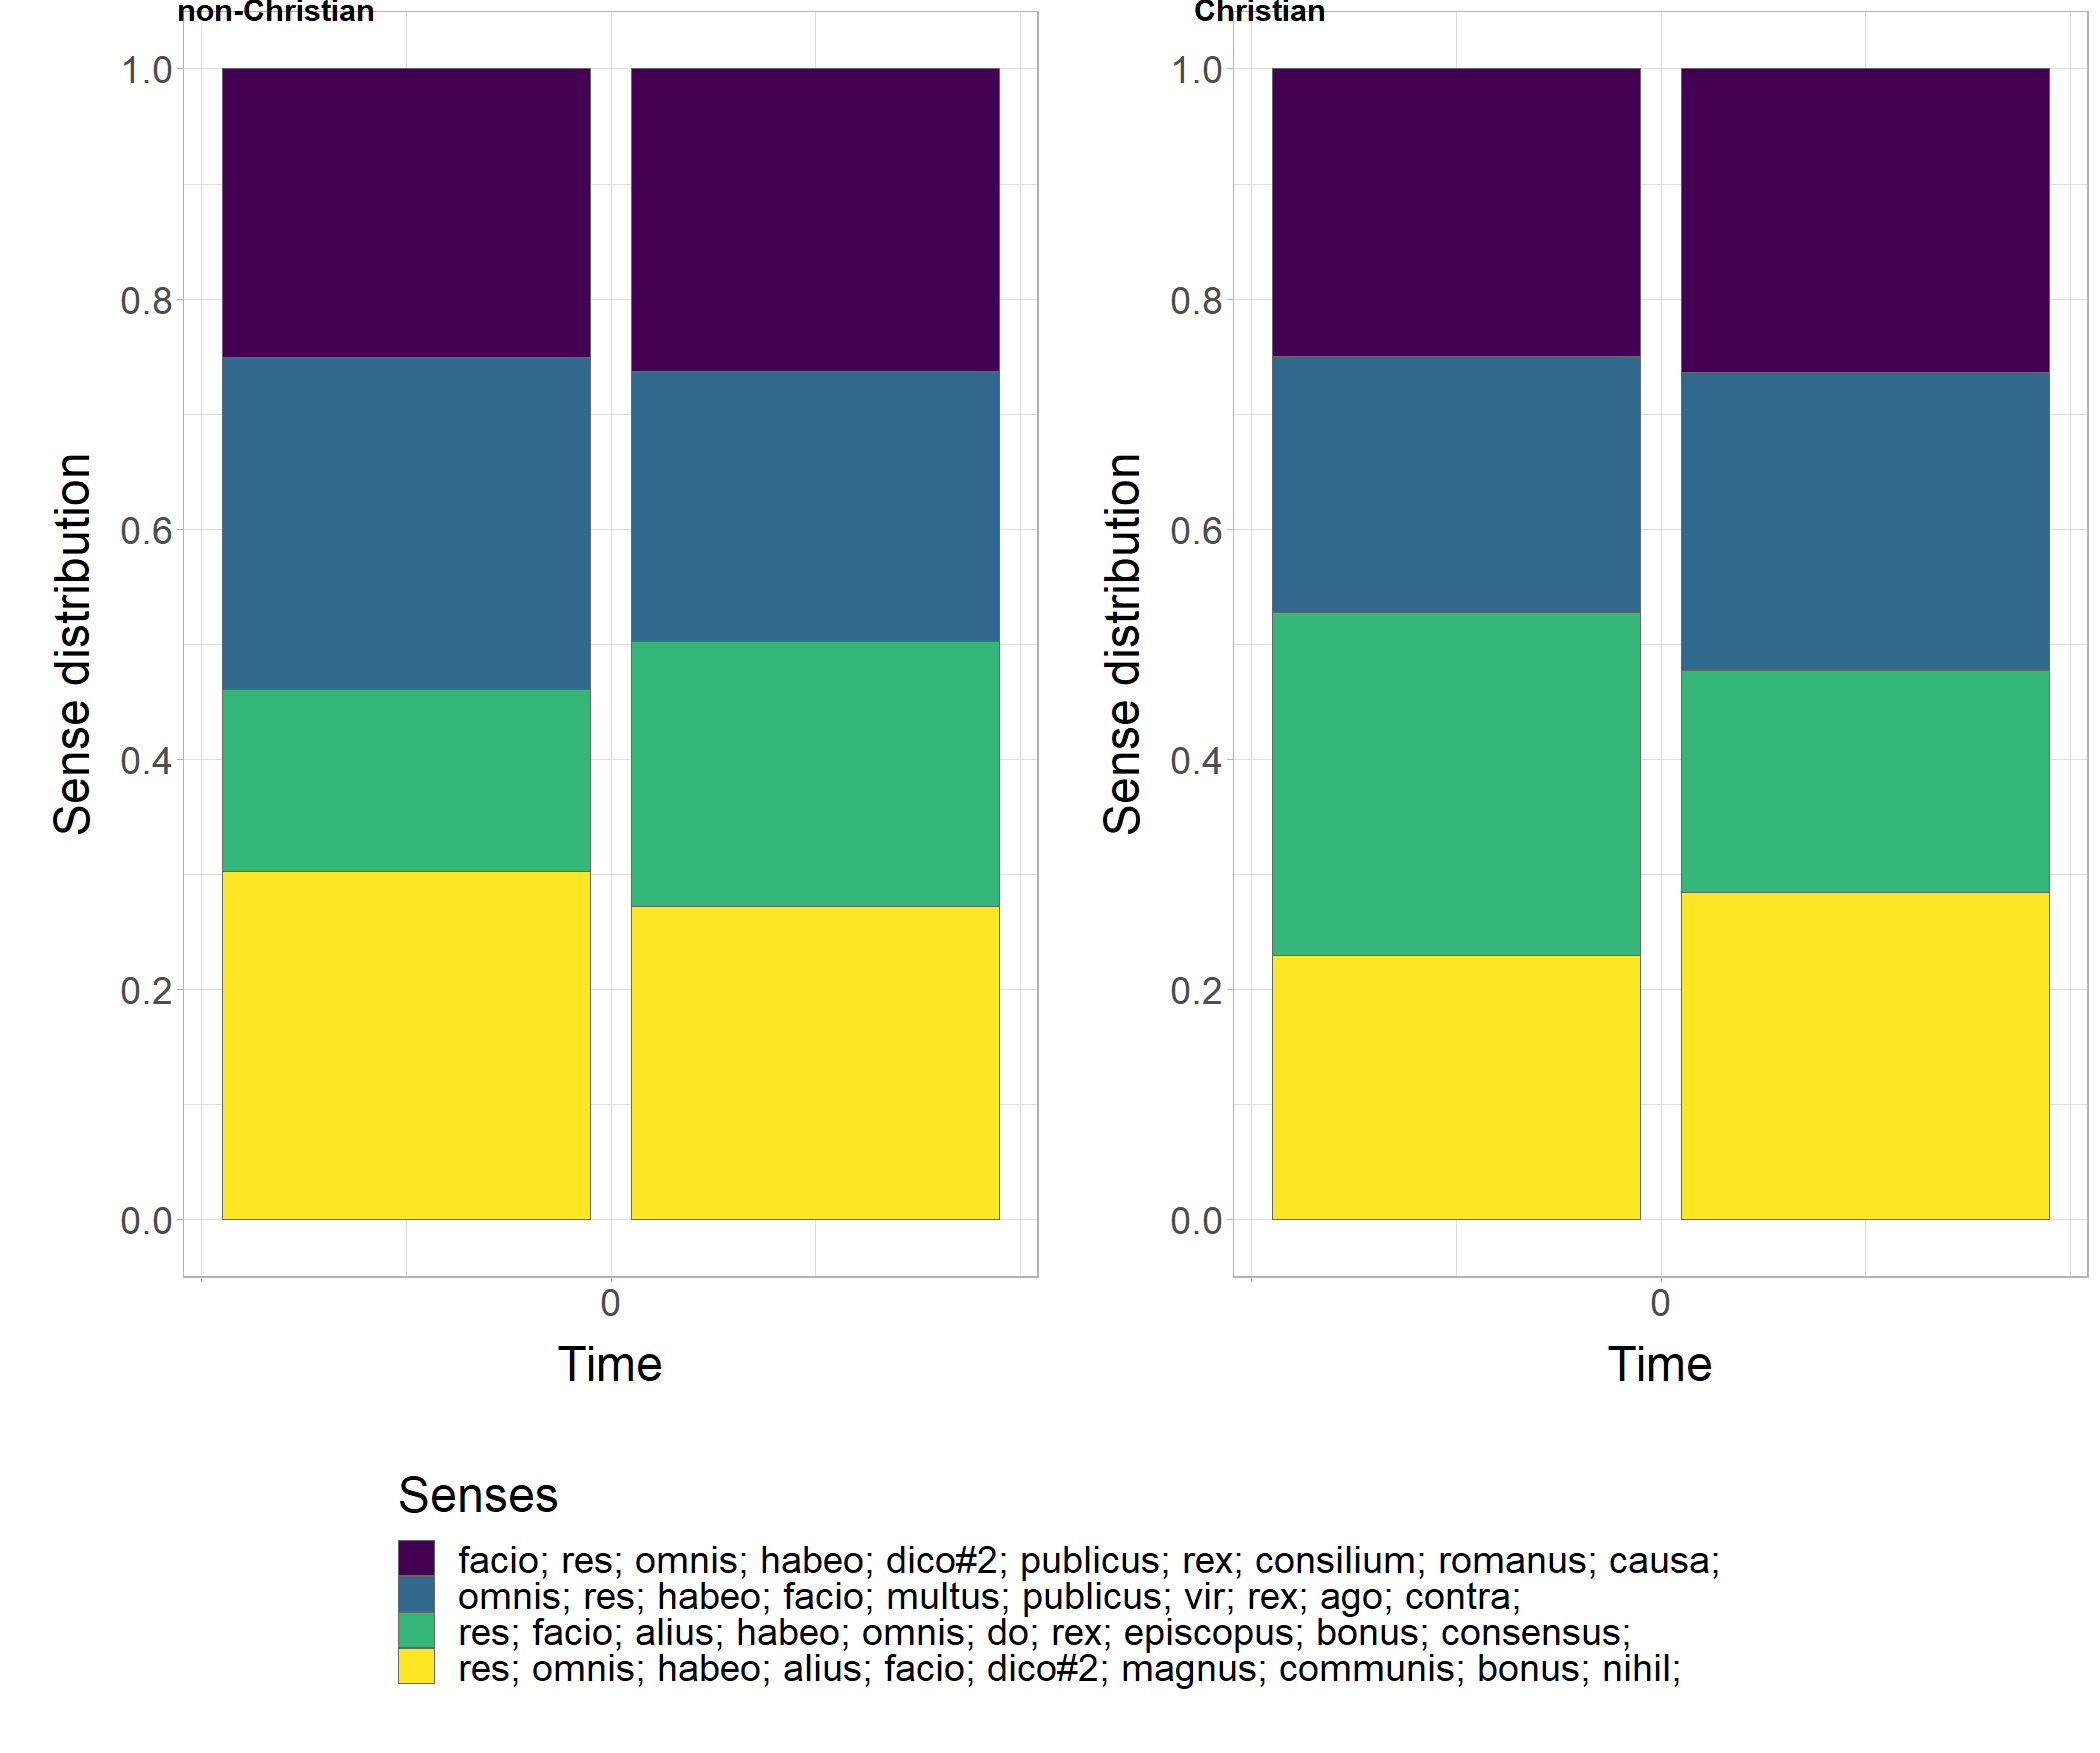 non-Christian
1.0
0.8
0.6
0.4
0.2
0.0
Sense distribution
0
Time
Christian
1.0
0.8
0.6
0.4
0.2
0.0
Sense distribution
0
Time
Senses
facio; res; omnis; habeo; dico#2; publicus; rex; consilium; romanus; causa;
omnis; res; habeo; facio; multus; publicus; vir; rex; ago; contra;
res; facio; alius; habeo; omnis; do; rex; episcopus; bonus; consensus;
res; omnis; habeo; alius; facio; dico#2; magnus; communis; bonus; nihil;